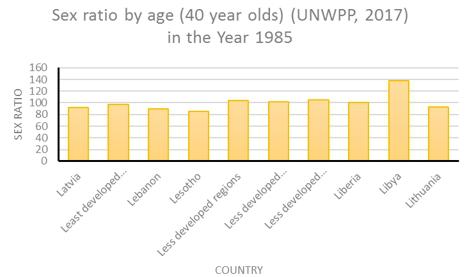 Sex ratio by age (40 year olds) (UNWPP, 2017)
in the Year 1985
SEX RATIO
160
140
120
100
80
60
40
20
0
Latvia
Least developed...
Lebanon
Lesotho
Less developed regions
Less developed...
Less developed...
Liberia
Libya
Lithuania
COUNTRY